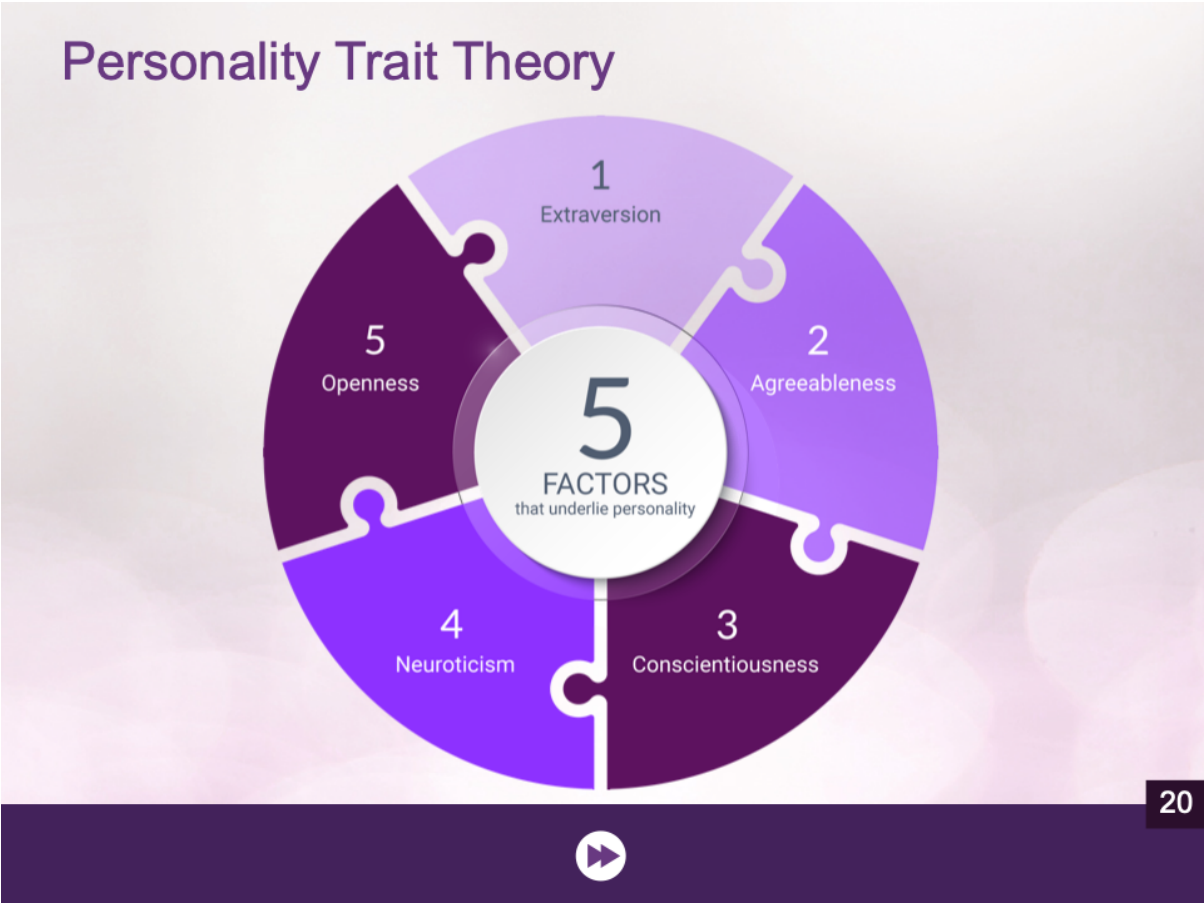 Personality Trait Theory
1
Extraversion
2
Agreeableness
3
Conscientiousness
4
Neuroticism
5
Openness
5
FACTORS
that underlie personality
20